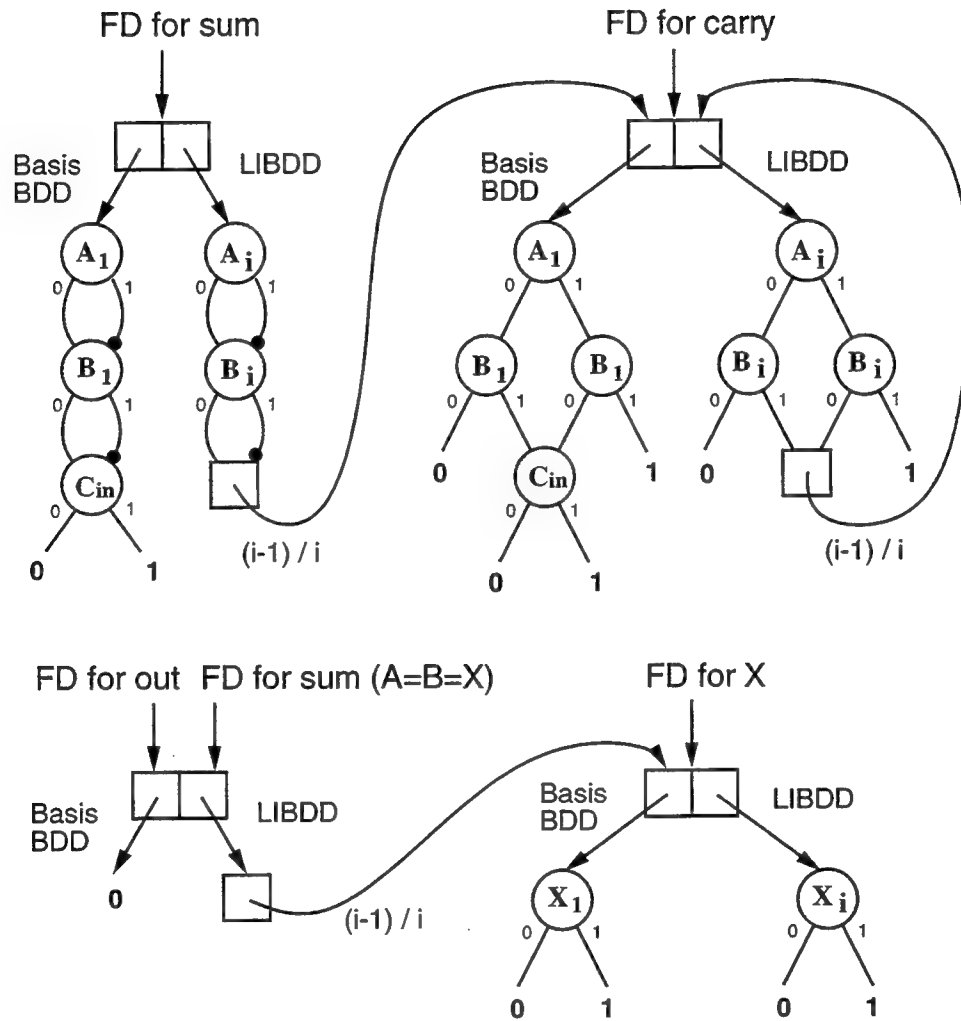 FD for sum
FD for carry
Basis
BDD
LIBDD
Basis
BDD
LIBDD
A1
Ai
A1
Ai
0 1
0 1
0 1
0 1
B1
Bi
B1
B1
Bi
Bi
0 1
0 1
0 1
0 1
0 1
0 1
Cin
0
Cin
1
0
1
0 1
0 1
(i-1) / i
(i-1) / i
0
1
0
1
FD for out
FD for sum (A=B=X)
FD for X
Basis
BDD
LIBDD
Basis
BDD
LIBDD
0
(i-1) / i
X1
Xi
0 1
0 1
0
1
0
1